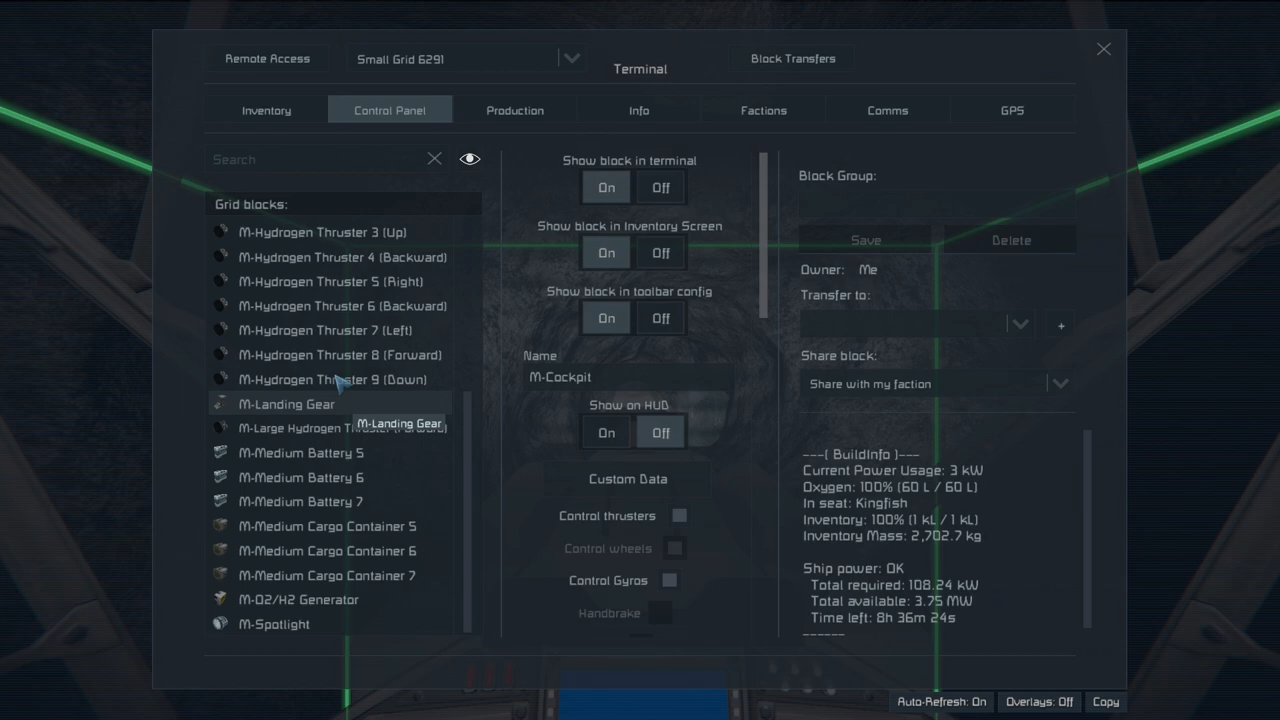 Remote Access
Small Grid 6291
Terminal
Block Transfers
Inventory
Control Panel
Production
Info
Factions
Comms
GPS
Search
Grid blocks:
M-Hydrogen Thruster 3 (Up)
M-Hydrogen Thruster 4 (Backward)
M-Hydrogen Thruster 5 (Right)
M-Hydrogen Thruster 6 (Backward)
M-Hydrogen Thruster 7 (Left)
M-Hydrogen Thruster 8 (Forward)
M-Hydrogen Thruster 9 (Down)
M-Landing Gear
M-Landing Gear
M-Large Hydrogen Thruster (Forward)
M-Medium Battery 5
M-Medium Battery 6
M-Medium Battery 7
M-Medium Cargo Container 5
M-Medium Cargo Container 6
M-Medium Cargo Container 7
M-O2/H2 Generator
M-Spotlight
Show block in terminal
On Off
Show block in Inventory Screen
On Off
Show block in toolbar config
On Off
Name
M-Cockpit
Show on HUD
On Off
Custom Data
Control thrusters
Control wheels
Control Gyros
Handbrake
Block Group:
Save Delete
Owner: Me
Transfer to:
+
Share block:
Share with my faction
---( BuildInfo )---
Current Power Usage: 3 kW
Oxygen: 100% (60 L / 60 L)
In seat: Kingfish
Inventory: 100% (1 kL / 1 kL)
Inventory Mass: 2,702.7 kg
Ship power: OK
Total required: 108.24 kW
Total available: 3.75 MW
Time left: 8h 36m 24s
------
Auto-Refresh: On
Overlays: Off
Copy